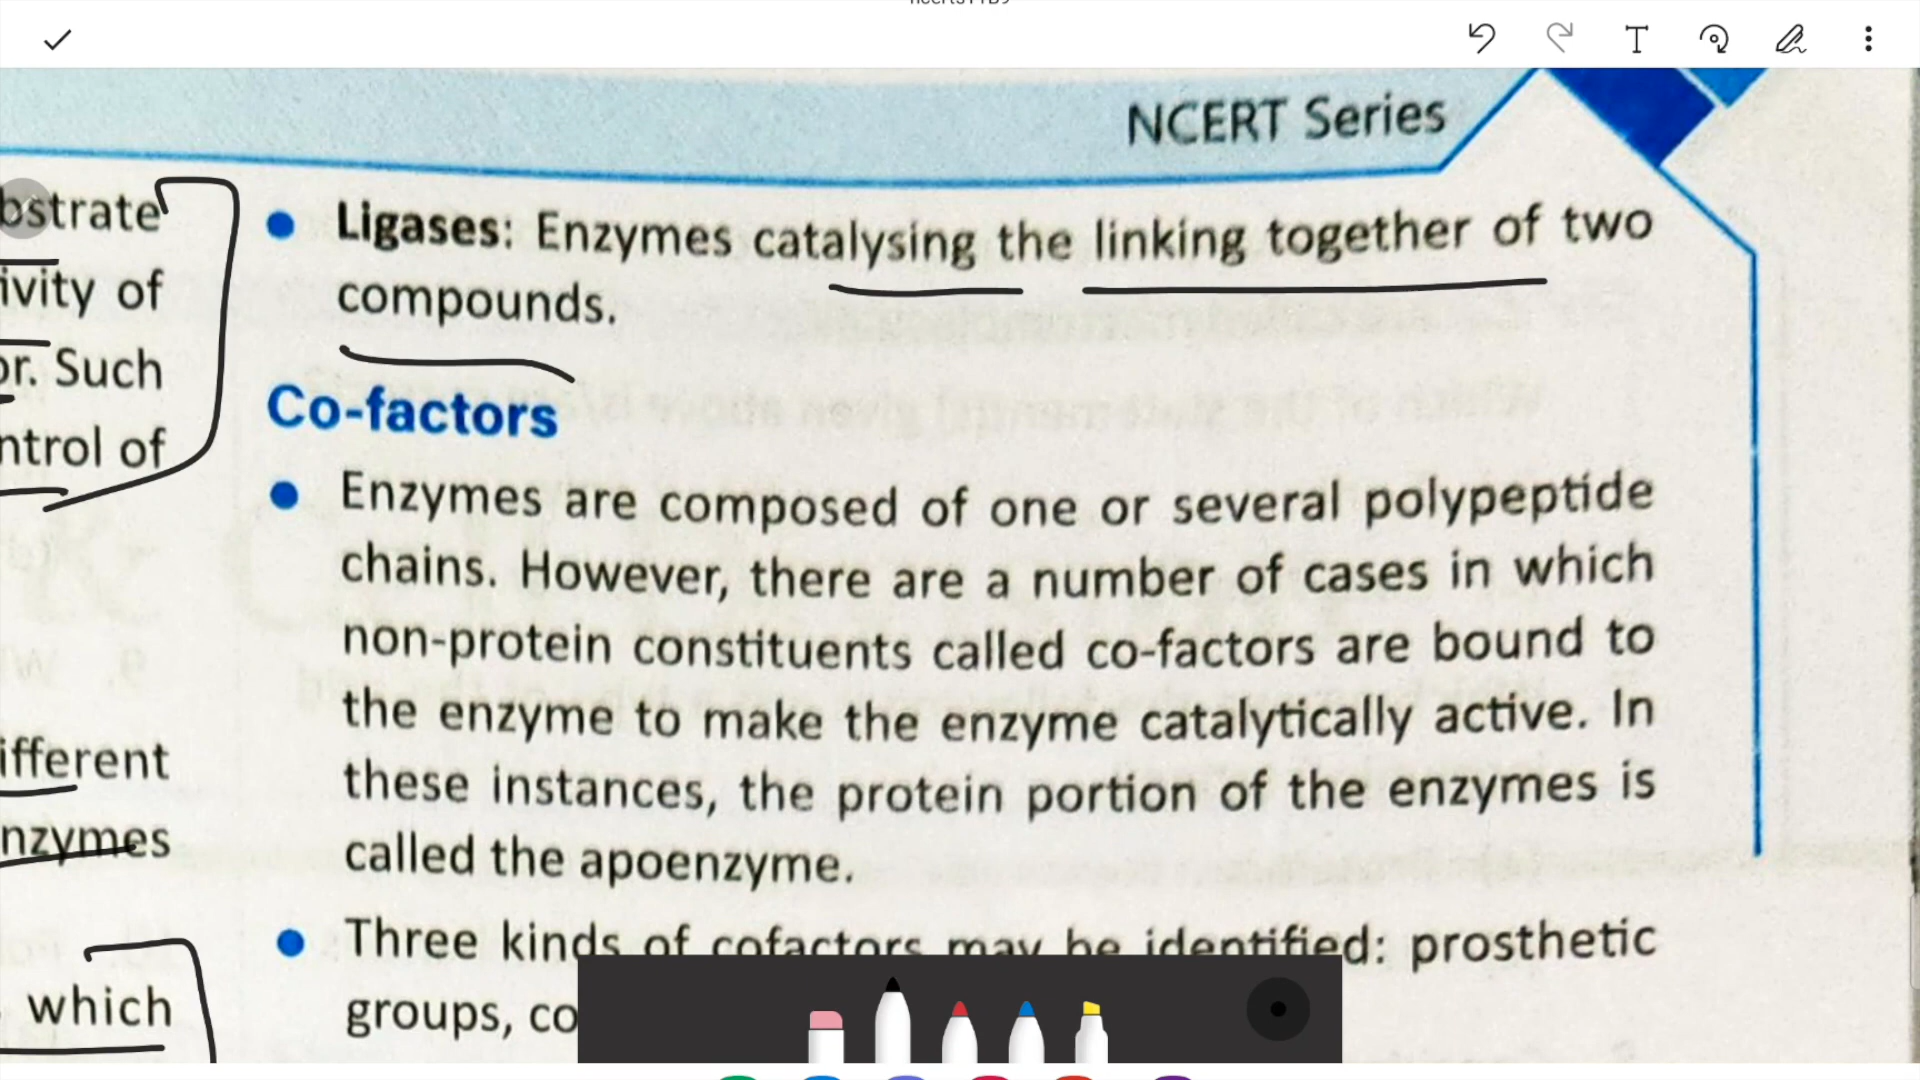 NCERT Series
bstrate
ivity of
or. Such
ntrol of
ifferent
nzymes
which
Ligases: Enzymes catalysing the linking together of two
compounds.
Co-factors
Enzymes are composed of one or several polypeptide
chains. However, there are a number of cases in which
non-protein constituents called co-factors are bound to
the enzyme to make the enzyme catalytically active. In
these instances, the protein portion of the enzymes is
called the apoenzyme.
Three kinds of cofactors may be identified: prosthetic
groups, co